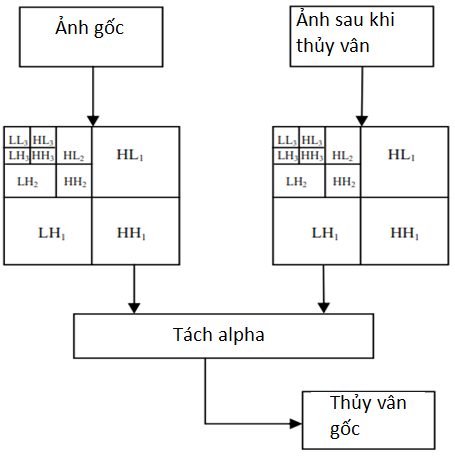 Ảnh gốc
Ảnh sau khi
thủy vân
LL₃ HL₃
LH₃ HH₃ HL₂
HL₁
LH₂ HH₂
LH₁ HH₁
LL₃ HL₃
LH₃ HH₃ HL₂
HL₁
LH₂ HH₂
LH₁ HH₁
Tách alpha
Thủy vân
gốc